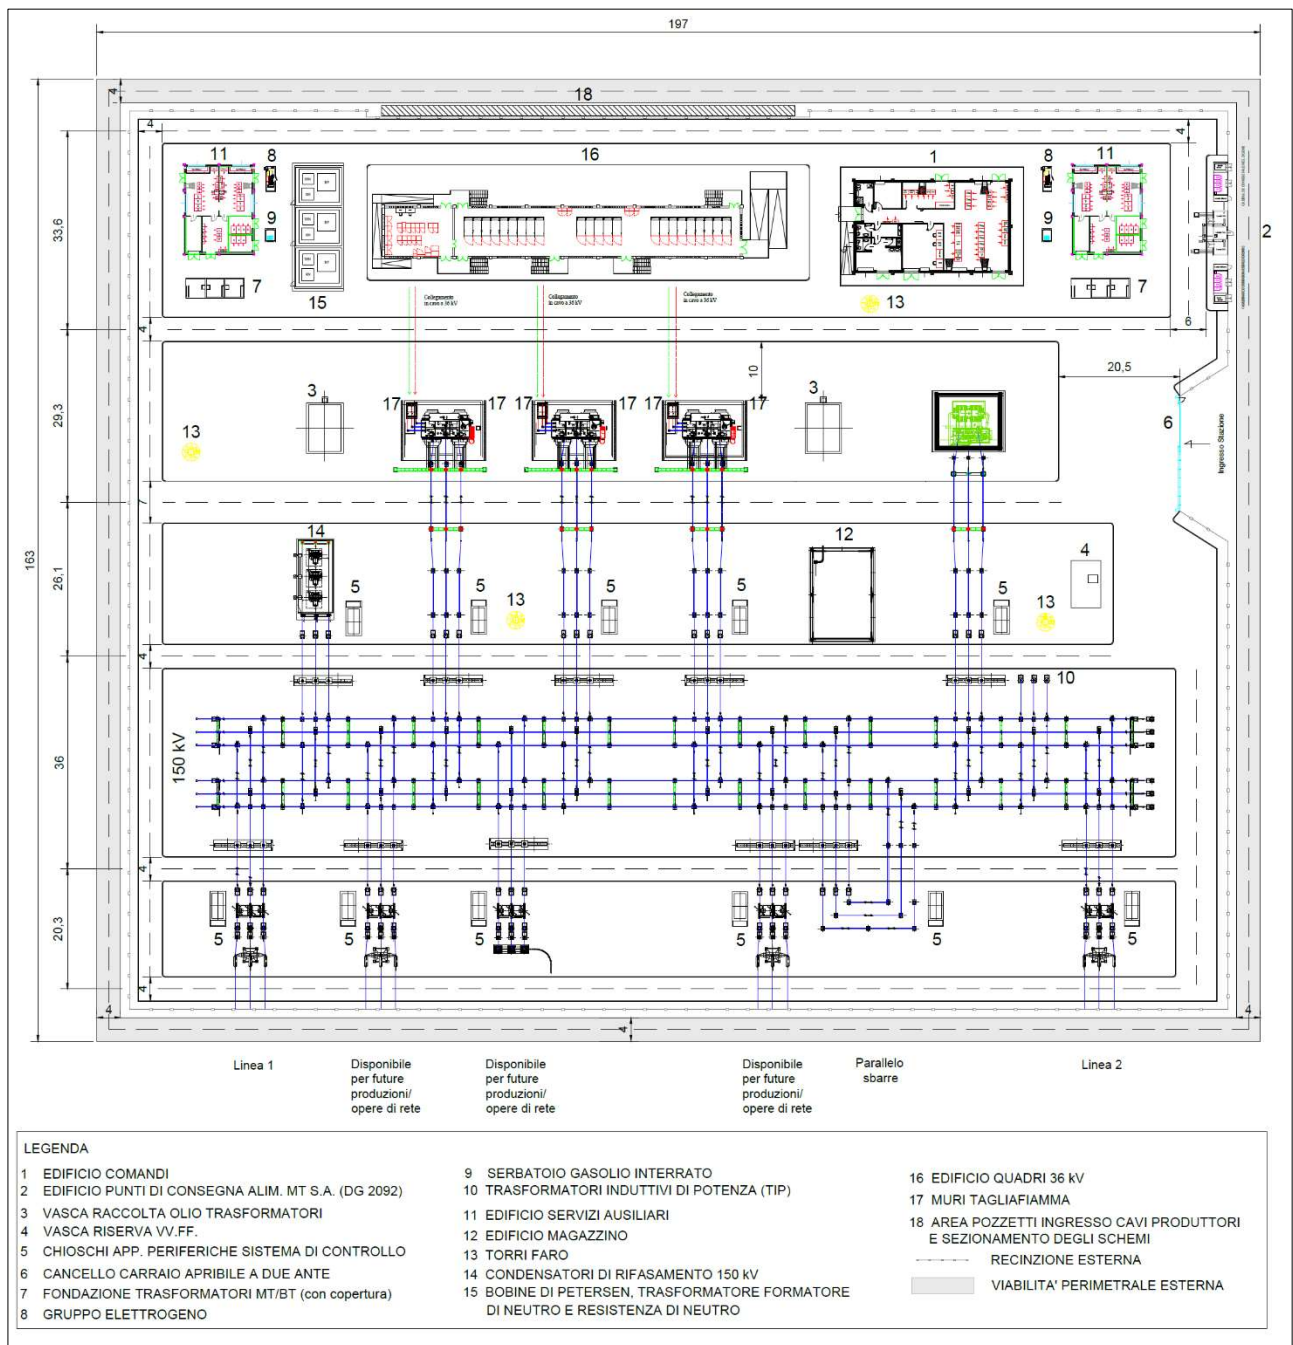 197
4
18
4
4
11
8
16
1
8
11
9
9
2
33,6
7
15
13
7
Collegamento
in cavo a 36 kV
Collegamento
in cavo a 36 kV
Collegamento
in cavo a 36 kV
6
4
10
20,5
3
17
17
17
17
17
17
3
6
Ingresso Stazione
13
29,3
7
163
14
12
4
5
13
5
5
5
5
13
26,1
4
10
150 kV
36
4
20,3
5
5
5
5
5
5
4
4
4
4
Linea 1
Disponibile
per future
produzioni/
opere di rete
Disponibile
per future
produzioni/
opere di rete
Disponibile
per future
produzioni/
opere di rete
Parallelo
sbarre
Linea 2
LEGENDA
1 EDIFICIO COMANDI
2 EDIFICIO PUNTI DI CONSEGNA ALIM. MT S.A. (DG 2092)
3 VASCA RACCOLTA OLIO TRASFORMATORI
4 VASCA RISERVA VV.FF.
5 CHIOSCHI APP. PERIFERICHE SISTEMA DI CONTROLLO
6 CANCELLO CARRAIO APRIBILE A DUE ANTE
7 FONDAZIONE TRASFORMATORI MT/BT (con copertura)
8 GRUPPO ELETTROGENO
9 SERBATOIO GASOLIO INTERRATO
10 TRASFORMATORI INDUTTIVI DI POTENZA (TIP)
11 EDIFICIO SERVIZI AUSILIARI
12 EDIFICIO MAGAZZINO
13 TORRI FARO
14 CONDENSATORI DI RIFASAMENTO 150 kV
15 BOBINE DI PETERSEN, TRASFORMATORE FORMATORE
DI NEUTRO E RESISTENZA DI NEUTRO
16 EDIFICIO QUADRI 36 kV
17 MURI TAGLIAFIAMMA
18 AREA POZZETTI INGRESSO CAVI PRODUTTORI
E SEZIONAMENTO DEGLI SCHEMI
RECINZIONE ESTERNA
VIABILITA' PERIMETRALE ESTERNA